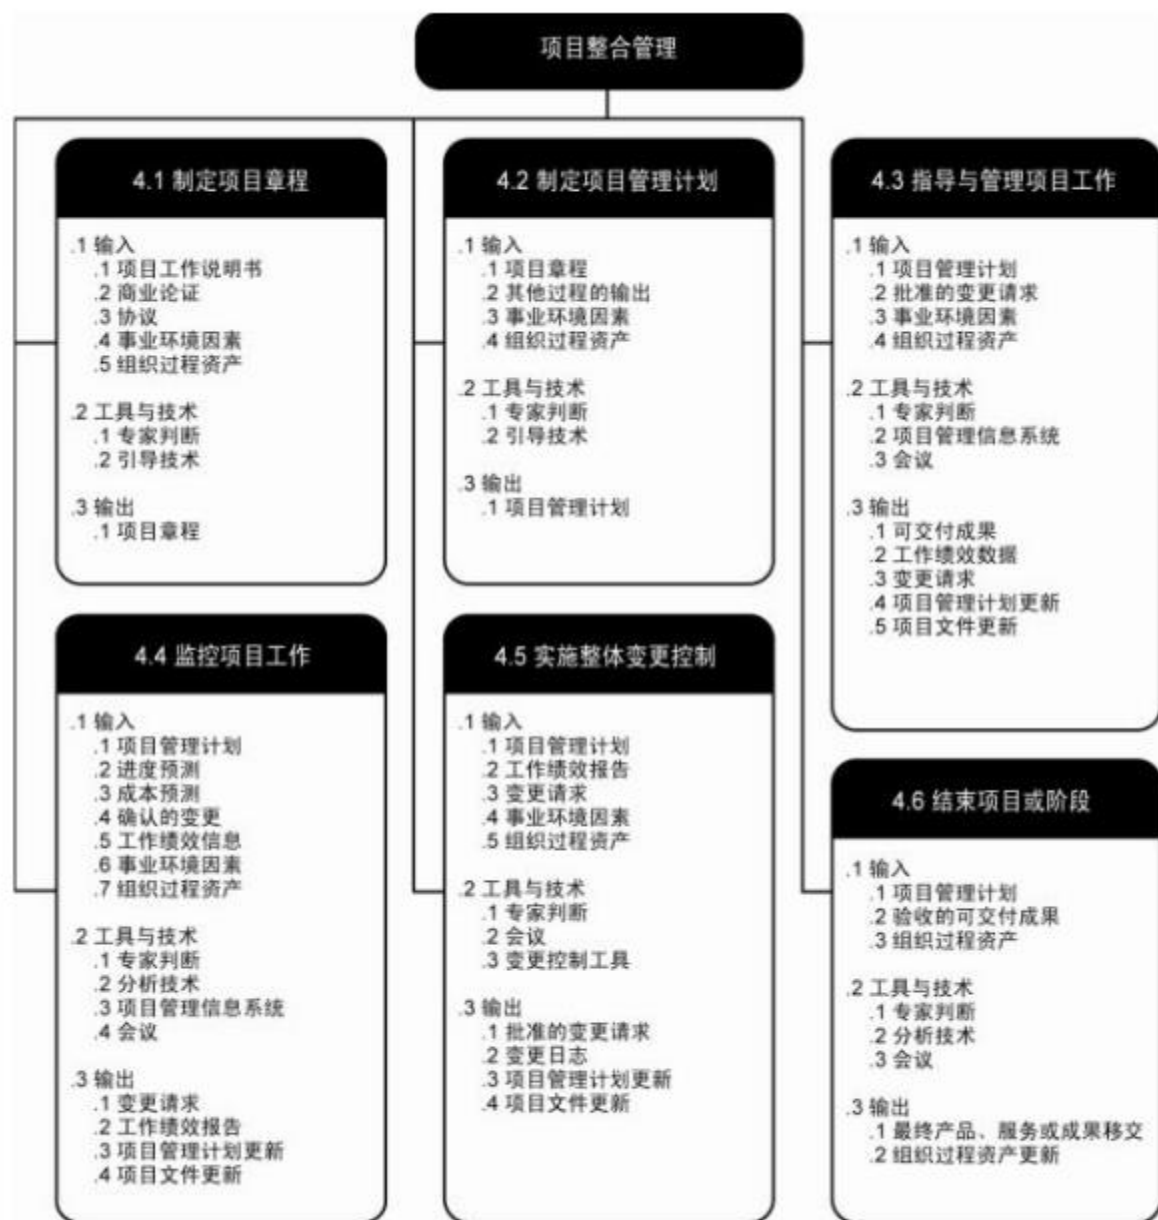 项目整合管理
4.1 制定项目章程
.1 输入
.1 项目工作说明书
.2 商业论证
.3 协议
.4 事业环境因素
.5 组织过程资产
.2 工具与技术
.1 专家判断
.2 引导技术
.3 输出
.1 项目章程
4.2 制定项目管理计划
.1 输入
.1 项目章程
.2 其他过程的输出
.3 事业环境因素
.4 组织过程资产
.2 工具与技术
.1 专家判断
.2 引导技术
.3 输出
.1 项目管理计划
4.3 指导与管理项目工作
.1 输入
.1 项目管理计划
.2 批准的变更请求
.3 事业环境因素
.4 组织过程资产
.2 工具与技术
.1 专家判断
.2 项目管理信息系统
.3 会议
.3 输出
.1 可交付成果
.2 工作绩效数据
.3 变更请求
.4 项目管理计划更新
.5 项目文件更新
4.4 监控项目工作
.1 输入
.1 项目管理计划
.2 进度预测
.3 成本预测
.4 确认的变更
.5 工作绩效信息
.6 事业环境因素
.7 组织过程资产
.2 工具与技术
.1 专家判断
.2 分析技术
.3 项目管理信息系统
.4 会议
.3 输出
.1 变更请求
.2 工作绩效报告
.3 项目管理计划更新
.4 项目文件更新
4.5 实施整体变更控制
.1 输入
.1 项目管理计划
.2 工作绩效报告
.3 变更请求
.4 事业环境因素
.5 组织过程资产
.2 工具与技术
.1 专家判断
.2 会议
.3 变更控制工具
.3 输出
.1 批准的变更请求
.2 变更日志
.3 项目管理计划更新
.4 项目文件更新
4.6 结束项目或阶段
.1 输入
.1 项目管理计划
.2 验收的可交付成果
.3 组织过程资产
.2 工具与技术
.1 专家判断
.2 分析技术
.3 会议
.3 输出
.1 最终产品、服务或成果移交
.2 组织过程资产更新